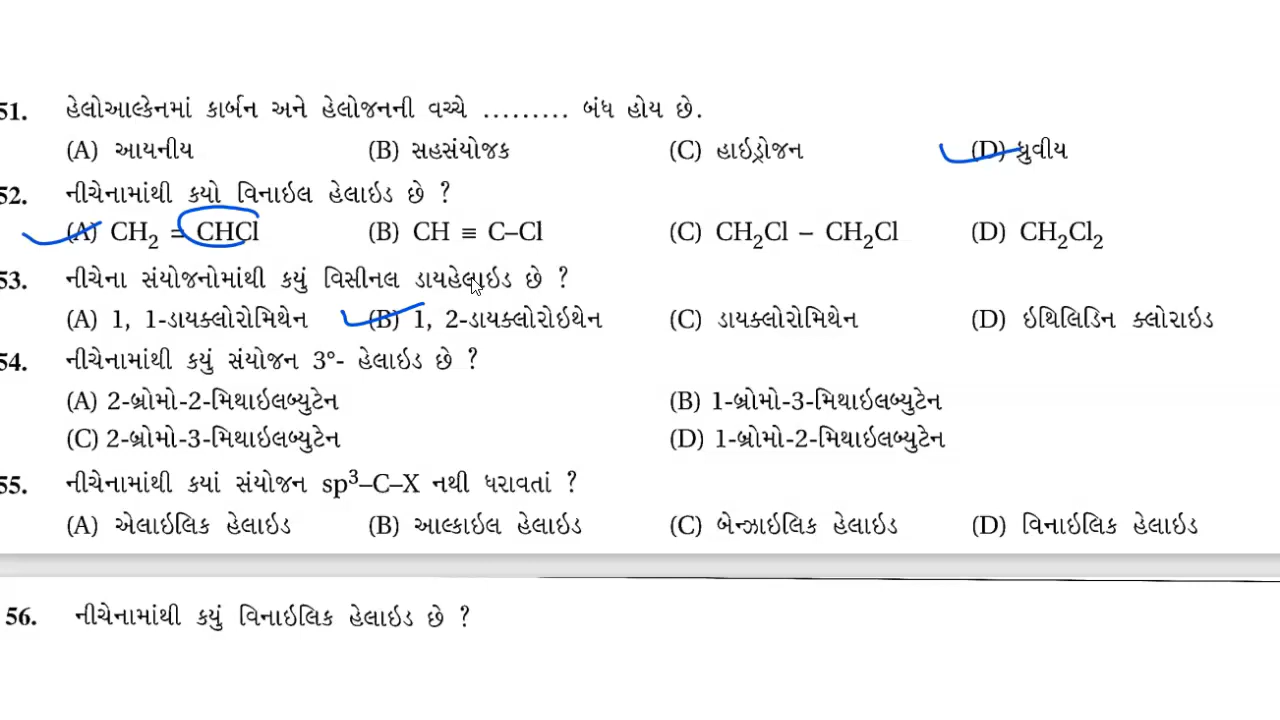 51. હેલોઆલ્કેનમાં કાર્બન અને હેલોજનની વચ્ચે ......... બંધ હોય છે.
(A) આયનીય (B) સહસંયોજક (C) હાઇડ્રોજન (D) ધ્રુવીય
52. નીચેનામાંથી કયો વિનાઇલ હેલાઇડ છે ?
(A) CH₂ = CHCl (B) CH ≡ C–Cl (C) CH₂Cl – CH₂Cl (D) CH₂Cl₂
53. નીચેના સંયોજનોમાંથી કયું વિસીનલ ડાયહેલાઇડ છે ?
(A) 1, 1-ડાયક્લોરોમિથેન (B) 1, 2-ડાયક્લોરોઇથેન (C) ડાયક્લોરોમિથેન (D) ઇથિલિડિન ક્લોરાઇડ
54. નીચેનામાંથી કયું સંયોજન 3°- હેલાઇડ છે ?
(A) 2-બ્રોમો-2-મિથાઇલબ્યુટેન (B) 1-બ્રોમો-3-મિથાઇલબ્યુટેન
(C) 2-બ્રોમો-3-મિથાઇલબ્યુટેન (D) 1-બ્રોમો-2-મિથાઇલબ્યુટેન
55. નીચેનામાંથી કયાં સંયોજન sp³–C–X નથી ધરાવતાં ?
(A) એલાઇલિક હેલાઇડ (B) આલ્કાઇલ હેલાઇડ (C) બેન્ઝાઇલિક હેલાઇડ (D) વિનાઇલિક હેલાઇડ
56. નીચેનામાંથી કયું વિનાઇલિક હેલાઇડ છે ?